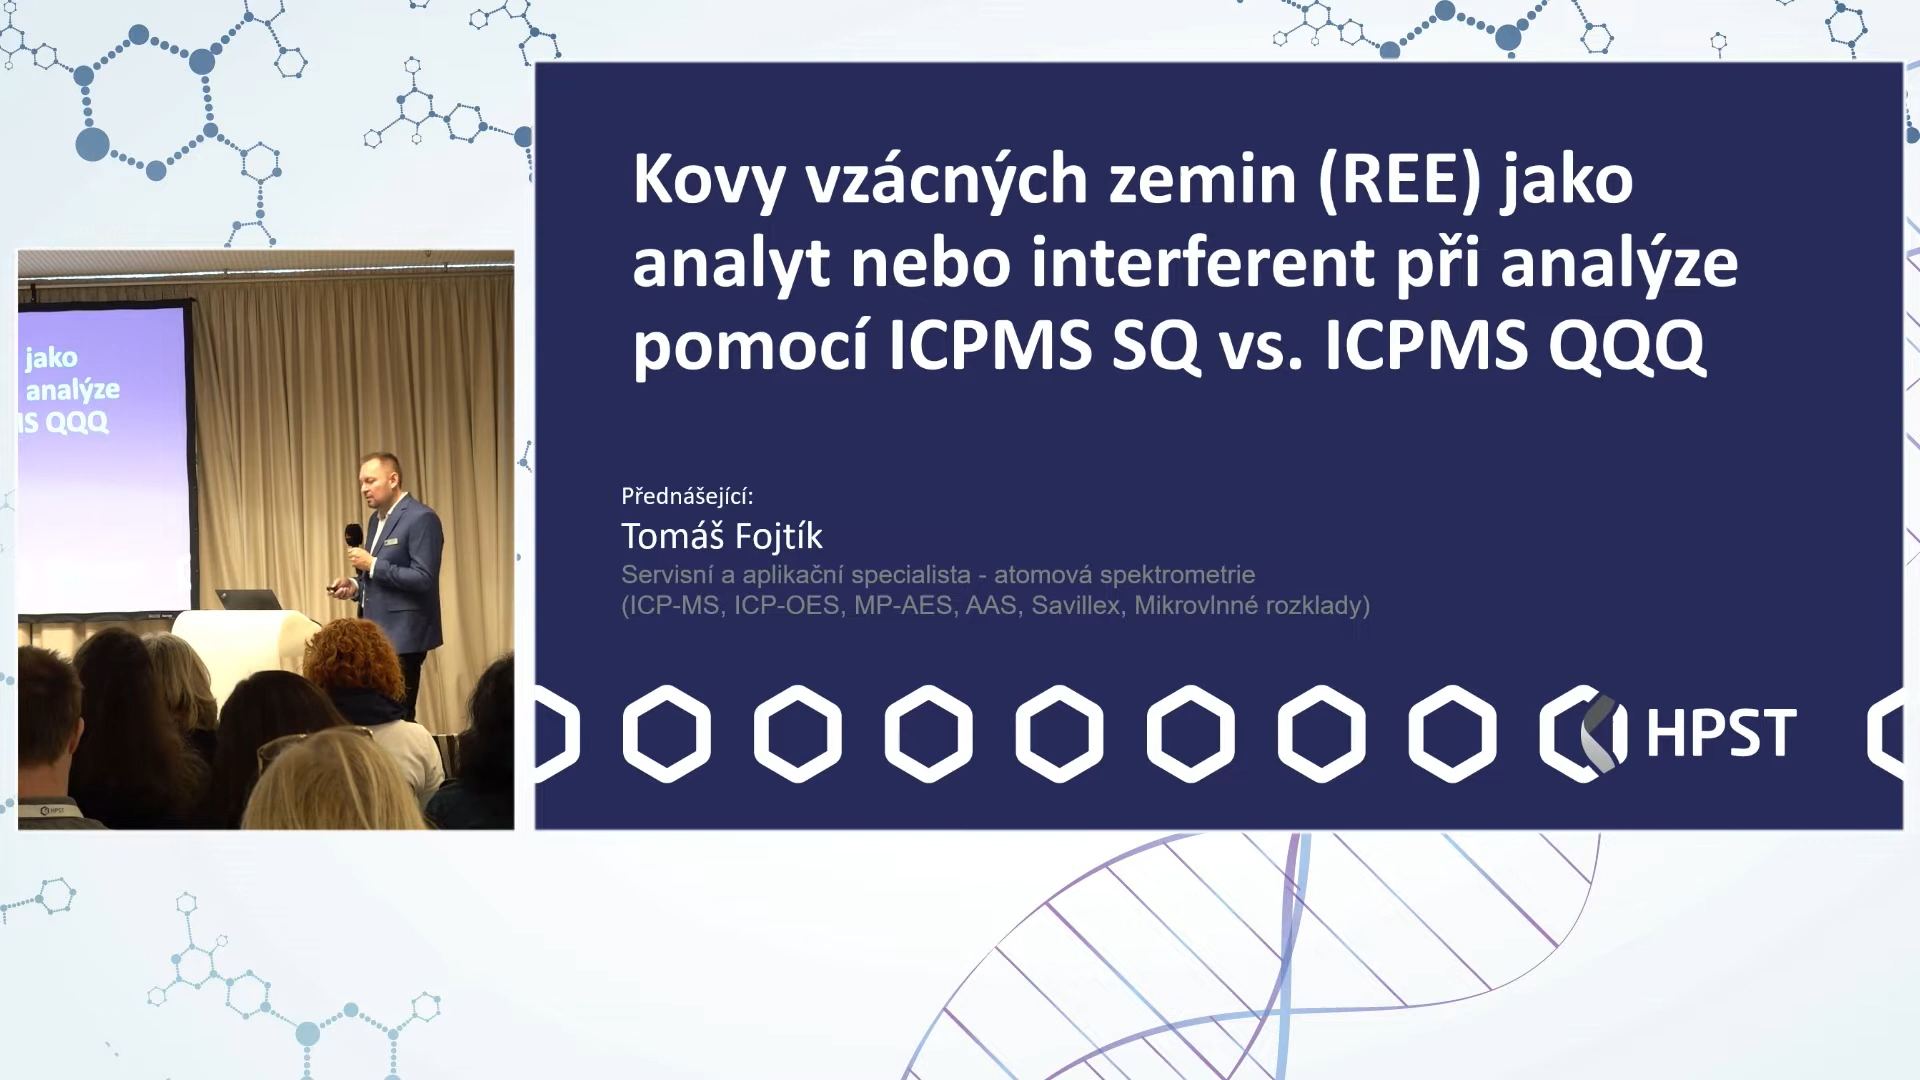 Kovy vzácných zemin (REE) jako
analyt nebo interferent při analýze
pomocí ICPMS SQ vs. ICPMS QQQ
Přednášející:
Tomáš Fojtík
Servisní a aplikační specialista - atomová spektrometrie
(ICP-MS, ICP-OES, MP-AES, AAS, Savillex, Mikrovlnné rozklady)
HPST
jako
analýze
MS QQQ
HPST